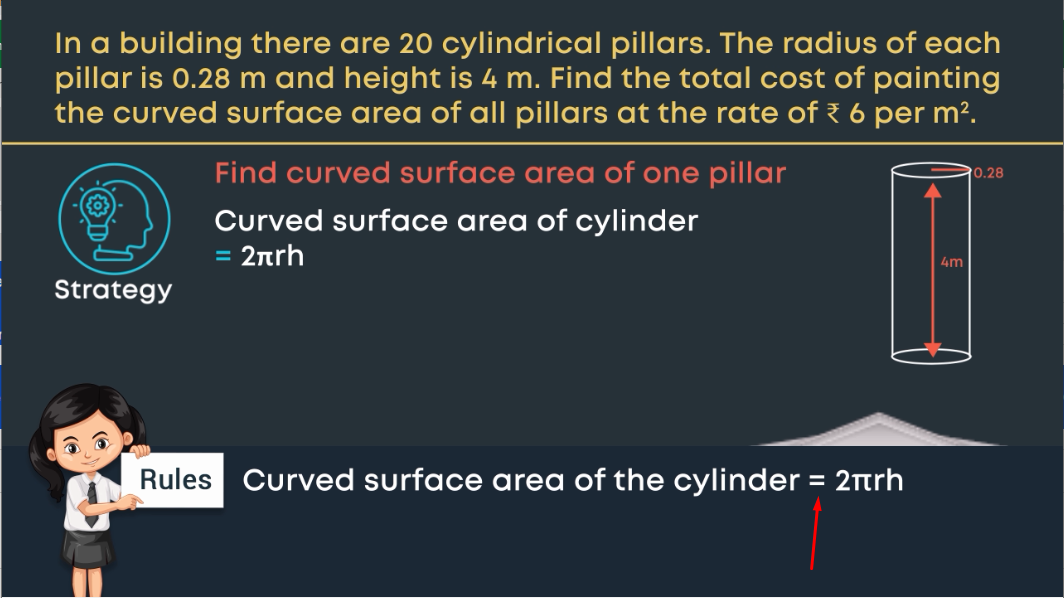 In a building there are 20 cylindrical pillars. The radius of each
pillar is 0.28 m and height is 4 m. Find the total cost of painting
the curved surface area of all pillars at the rate of ₹ 6 per m².
Find curved surface area of one pillar
0.28
Curved surface area of cylinder
= 2πrh
4m
Strategy
Rules
Curved surface area of the cylinder = 2πrh